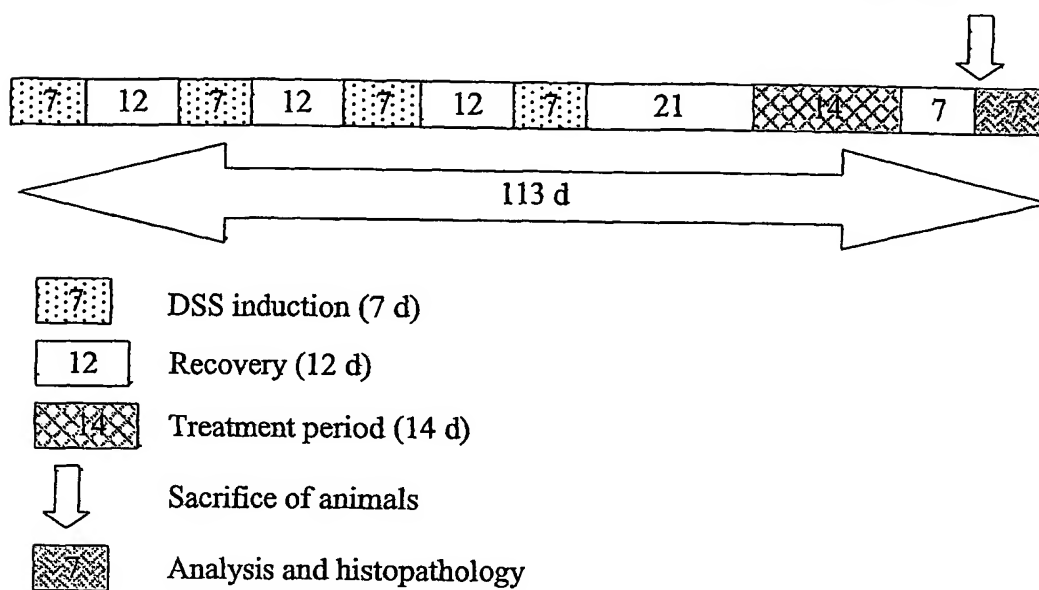 7 12 7 12 7 12 7 21 14 7 7
113 d
7 DSS induction (7 d)
12 Recovery (12 d)
14 Treatment period (14 d)
Sacrifice of animals
7 Analysis and histopathology